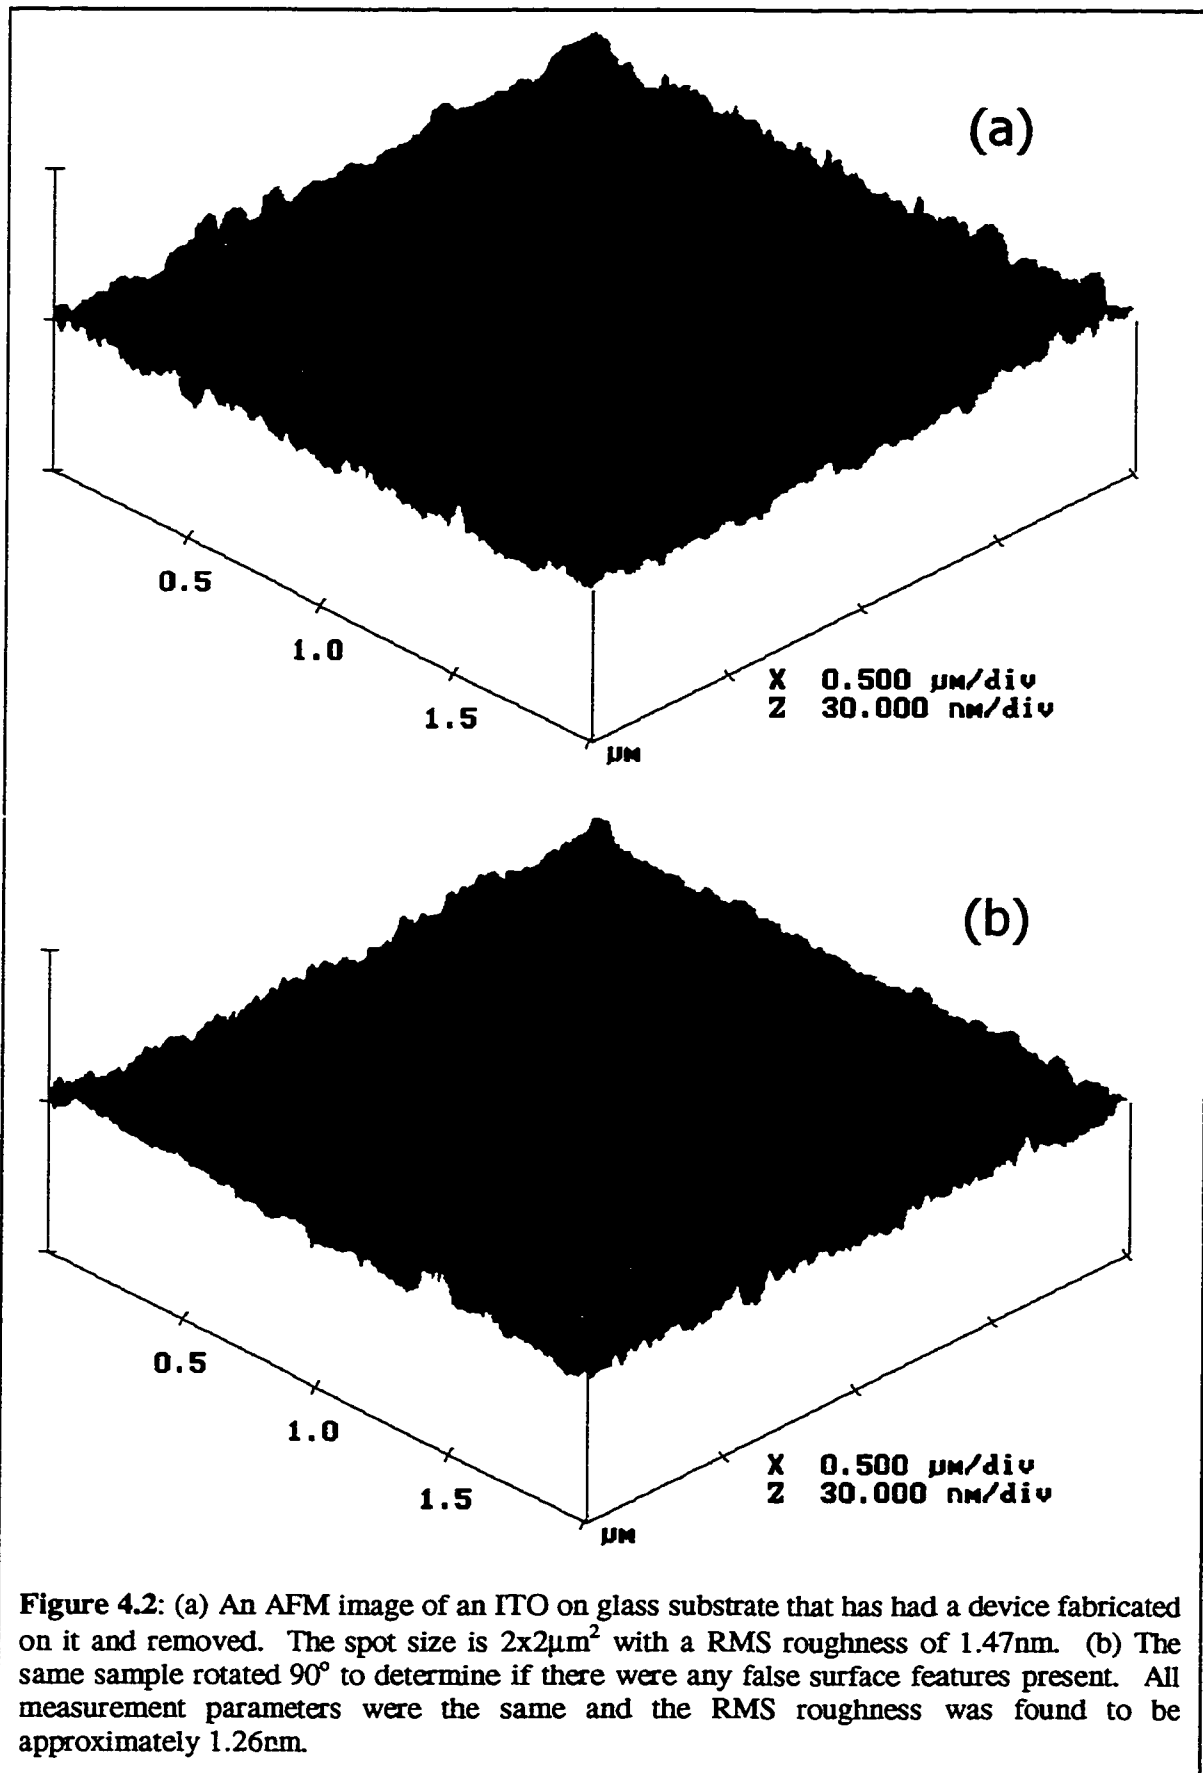 (a)
0.5
1.0
1.5
µm
X 0.500 µm/div
Z 30.000 nm/div
(b)
0.5
1.0
1.5
µm
X 0.500 µm/div
Z 30.000 nm/div
Figure 4.2: (a) An AFM image of an ITO on glass substrate that has had a device fabricated
on it and removed. The spot size is 2x2µm² with a RMS roughness of 1.47nm. (b) The
same sample rotated 90° to determine if there were any false surface features present. All
measurement parameters were the same and the RMS roughness was found to be
approximately 1.26nm.